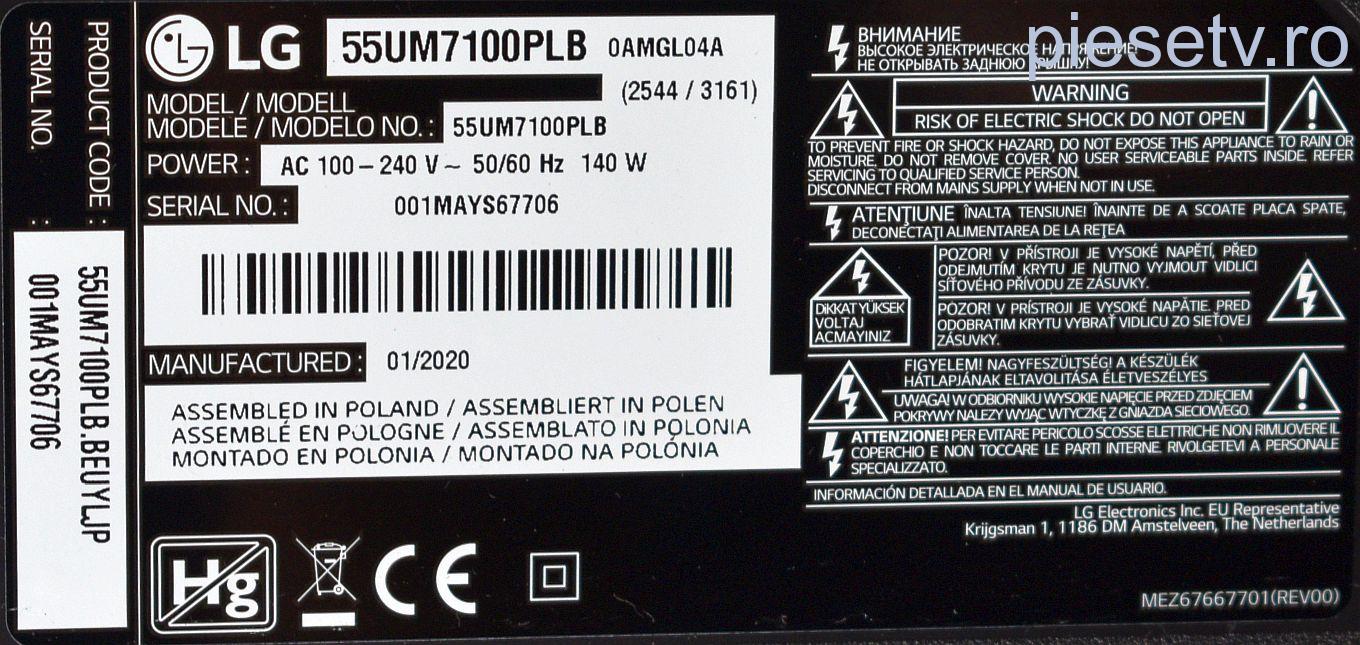 piesetv.ro
PRODUCT CODE : 55UM7100PLB.BEUYLJP
SERIAL NO. : 001MAYS67706
LG 55UM7100PLB 0AMGL04A
(2544 / 3161)
MODEL / MODELL
MODÈLE / MODELO NO. : 55UM7100PLB
POWER : AC 100 – 240 V ~ 50/60 Hz 140 W
SERIAL NO. : 001MAYS67706
MANUFACTURED : 01/2020
ASSEMBLED IN POLAND / ASSEMBLIERT IN POLEN
ASSEMBLÉ EN POLOGNE / ASSEMBLATO IN POLONIA
MONTADO EN POLONIA / MONTADO NA POLÓNIA
Hg
CE
ВНИМАНИЕ
ВЫСОКОЕ ЭЛЕКТРИЧЕСКОЕ НАПРЯЖЕНИЕ!
НЕ ОТКРЫВАТЬ ЗАДНЮЮ КРЫШКУ!
WARNING
RISK OF ELECTRIC SHOCK DO NOT OPEN
TO PREVENT FIRE OR SHOCK HAZARD, DO NOT EXPOSE THIS APPLIANCE TO RAIN OR
MOISTURE. DO NOT REMOVE COVER. NO USER SERVICEABLE PARTS INSIDE. REFER
SERVICING TO QUALIFIED SERVICE PERSON.
DISCONNECT FROM MAINS SUPPLY WHEN NOT IN USE.
ATENŢIUNE ÎNALTA TENSIUNE! ÎNAINTE DE A SCOATE PLACA SPATE,
DECONECTAŢI ALIMENTAREA DE LA REŢEA
DIKKAT YÜKSEK
VOLTAJ
ACMAYINIZ
POZOR! V PŘÍSTROJI JE VYSOKÉ NAPĚTÍ, PŘED
ODEJMUTÍM KRYTU JE NUTNO VYJMOUT VIDLICI
SÍŤOVÉHO PŘÍVODU ZE ZÁSUVKY.
POZOR! V PRÍSTROJI JE VYSOKÉ NAPÄTIE. PRED
ODOBRATIM KRYTU VYBRAŤ VIDLICU ZO SIEŤOVEJ
ZÁSUVKY.
FIGYELEM! NAGYFESZÜLTSÉG! A KÉSZÜLÉK
HÁTLAPJÁNAK ELTAVOLITÁSA ÉLETVESZÉLYES
UWAGA! W ODBIORNIKU WYSOKIE NAPIĘCIE PRZED ZDJĘCIEM
POKRYWY NALEŻY WYJĄĆ WTYCZKĘ Z GNIAZDA SIECIOWEGO.
ATTENZIONE! PER EVITARE PERICOLO SCOSSE ELETTRICHE NON RIMUOVERE IL
COPERCHIO E NON TOCCARE LE PARTI INTERNE. RIVOLGETEVI A PERSONALE
SPECIALIZZATO.
INFORMACIÓN DETALLADA EN EL MANUAL DE USUARIO.
LG Electronics Inc. EU Representative
Krijgsman 1, 1186 DM Amstelveen, The Netherlands
MEZ67667701(REV00)